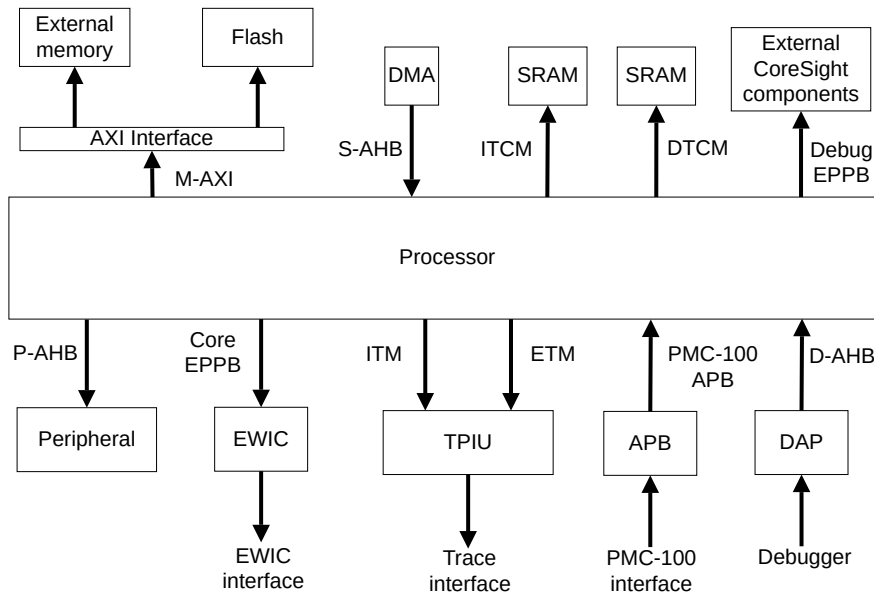 External
memory
Flash
DMA
SRAM
SRAM
External
CoreSight
components
AXI Interface
M-AXI
S-AHB
ITCM
DTCM
Debug
EPPB
Processor
P-AHB
Core
EPPB
ITM
ETM
PMC-100
APB
D-AHB
Peripheral
EWIC
TPIU
APB
DAP
EWIC
interface
Trace
interface
PMC-100
interface
Debugger